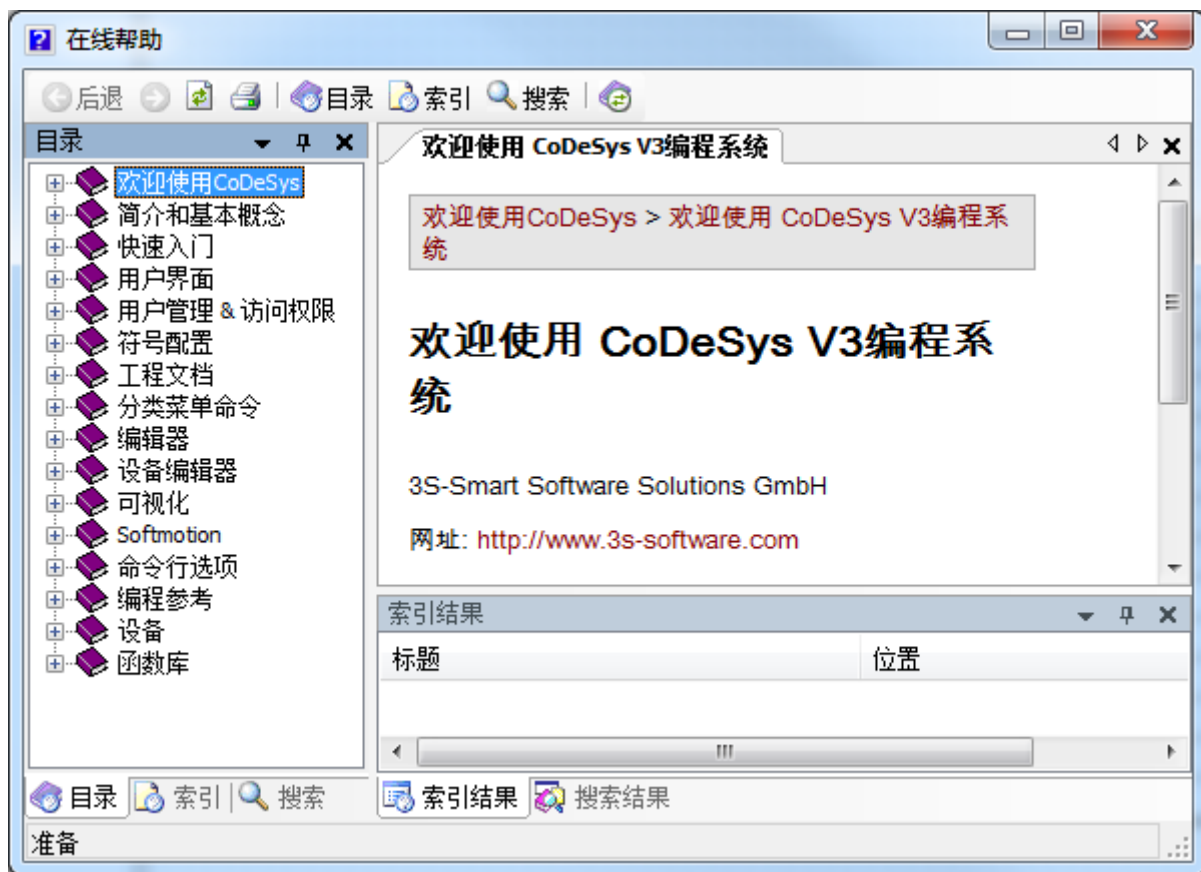 在线帮助
后退 目录 索引 搜索
目录
欢迎使用CoDeSys
简介和基本概念
快速入门
用户界面
用户管理 & 访问权限
符号配置
工程文档
分类菜单命令
编辑器
设备编辑器
可视化
Softmotion
命令行选项
编程参考
设备
函数库
目录 索引 搜索
欢迎使用 CoDeSys V3编程系统
欢迎使用CoDeSys > 欢迎使用 CoDeSys V3编程系
统
欢迎使用 CoDeSys V3编程系
统
3S-Smart Software Solutions GmbH
网址: http://www.3s-software.com
索引结果
标题 位置
索引结果 搜索结果
准备